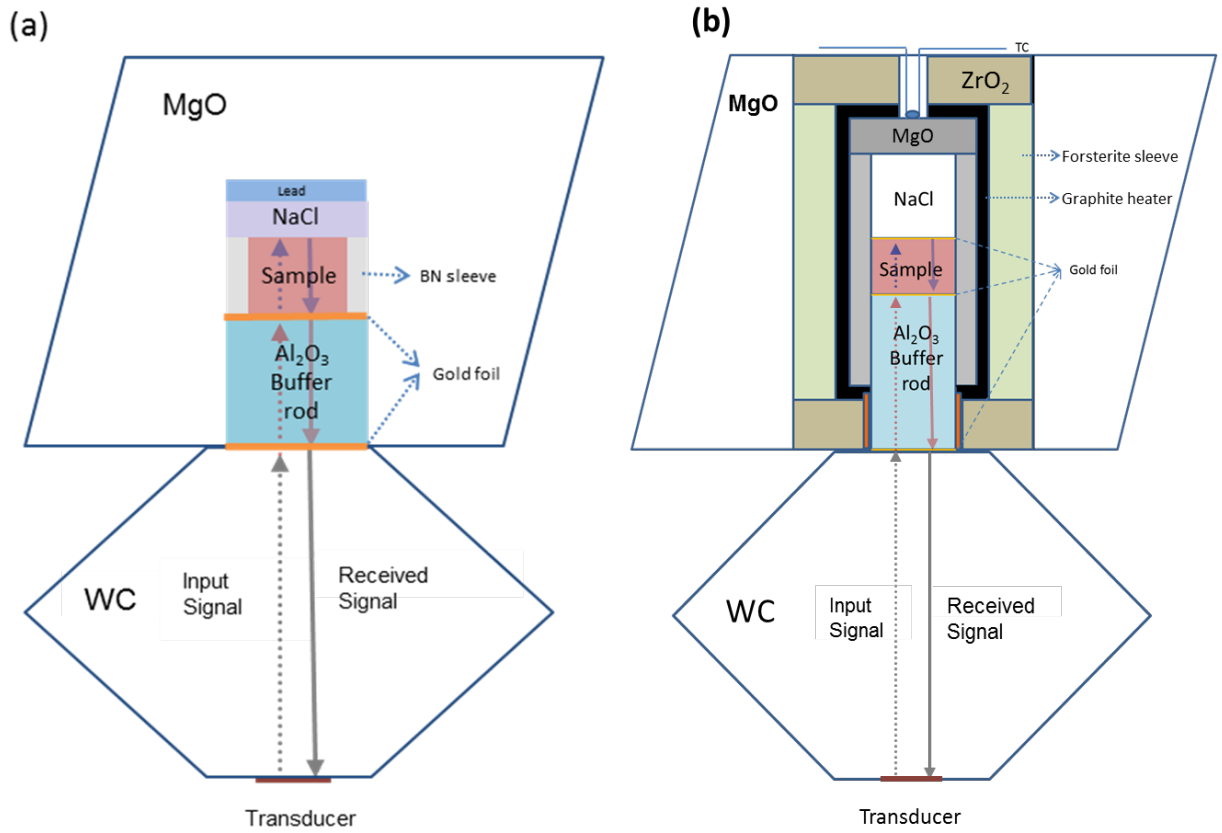 (a)
MgO
Lead
NaCl
Sample
BN sleeve
Al₂O₃
Buffer
rod
Gold foil
WC
Input
Signal
Received
Signal
Transducer
(b)
TC
ZrO₂
MgO
MgO
Forsterite sleeve
Graphite heater
NaCl
Gold foil
Sample
Al₂O₃
Buffer
rod
WC
Input
Signal
Received
Signal
Transducer